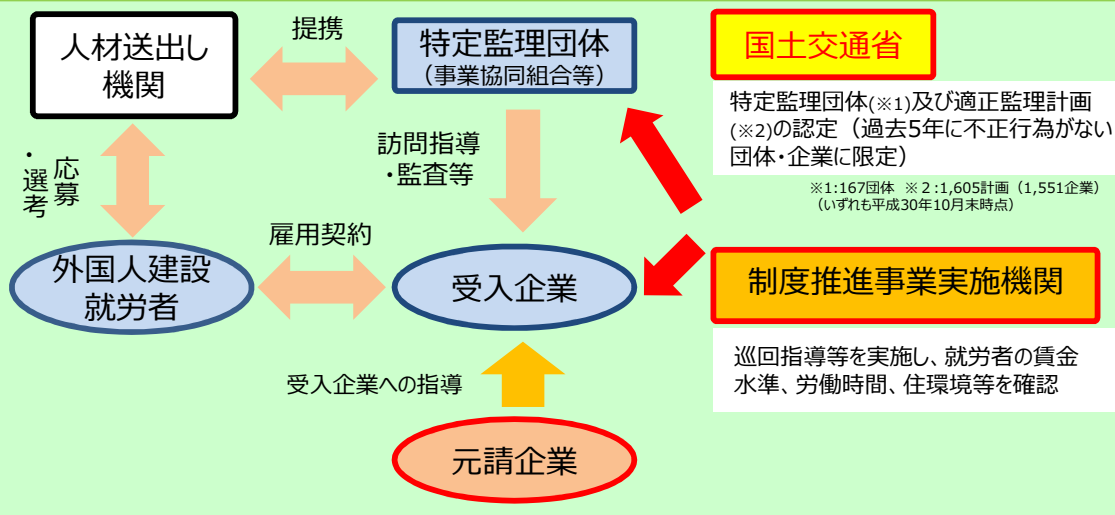 人材送出し
機関
提携
特定監理団体
（事業協同組合等）
国土交通省
特定監理団体(※1)及び適正監理計画
(※2)の認定（過去5年に不正行為がない
団体・企業に限定）
※1:167団体 ※２:1,605計画（1,551企業）
（いずれも平成30年10月末時点）
応募
・選考
訪問指導
・監査等
雇用契約
外国人建設
就労者
受入企業
制度推進事業実施機関
巡回指導等を実施し、就労者の賃金
水準、労働時間、住環境等を確認
受入企業への指導
元請企業